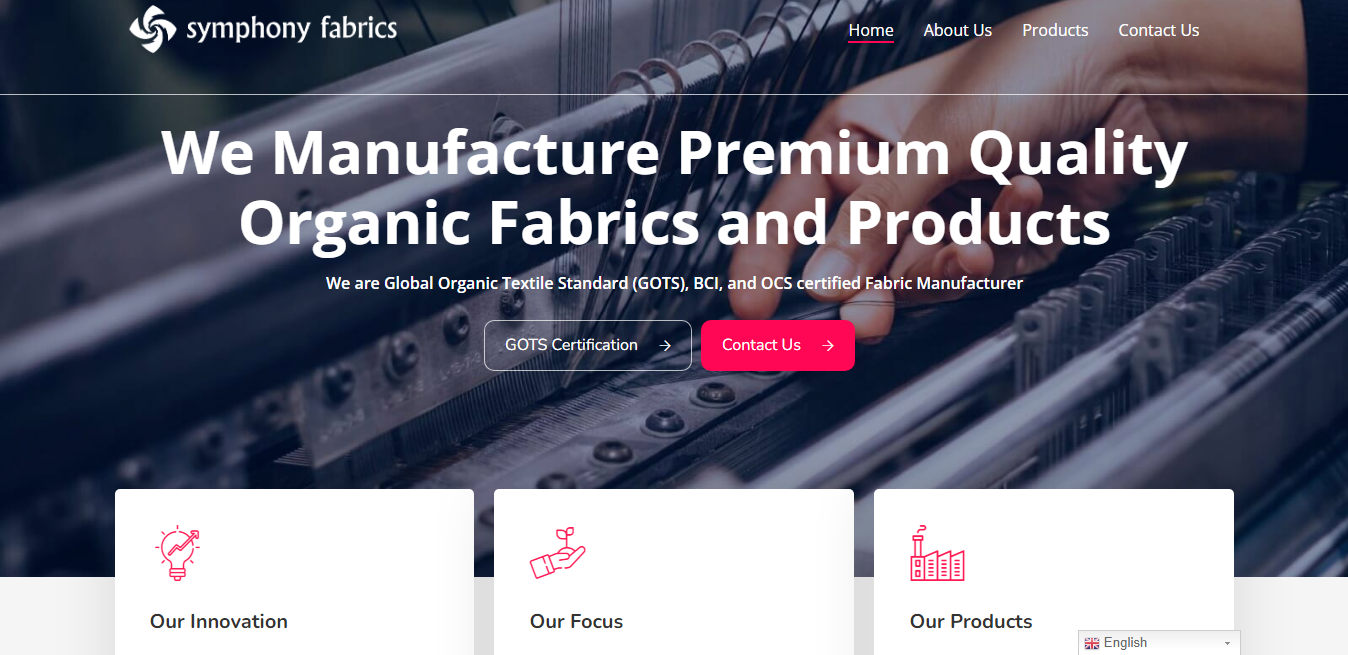 symphony fabrics
Home About Us Products Contact Us
We Manufacture Premium Quality
Organic Fabrics and Products
We are Global Organic Textile Standard (GOTS), BCI, and OCS certified Fabric Manufacturer
GOTS Certification → Contact Us →
Our Innovation Our Focus Our Products
English